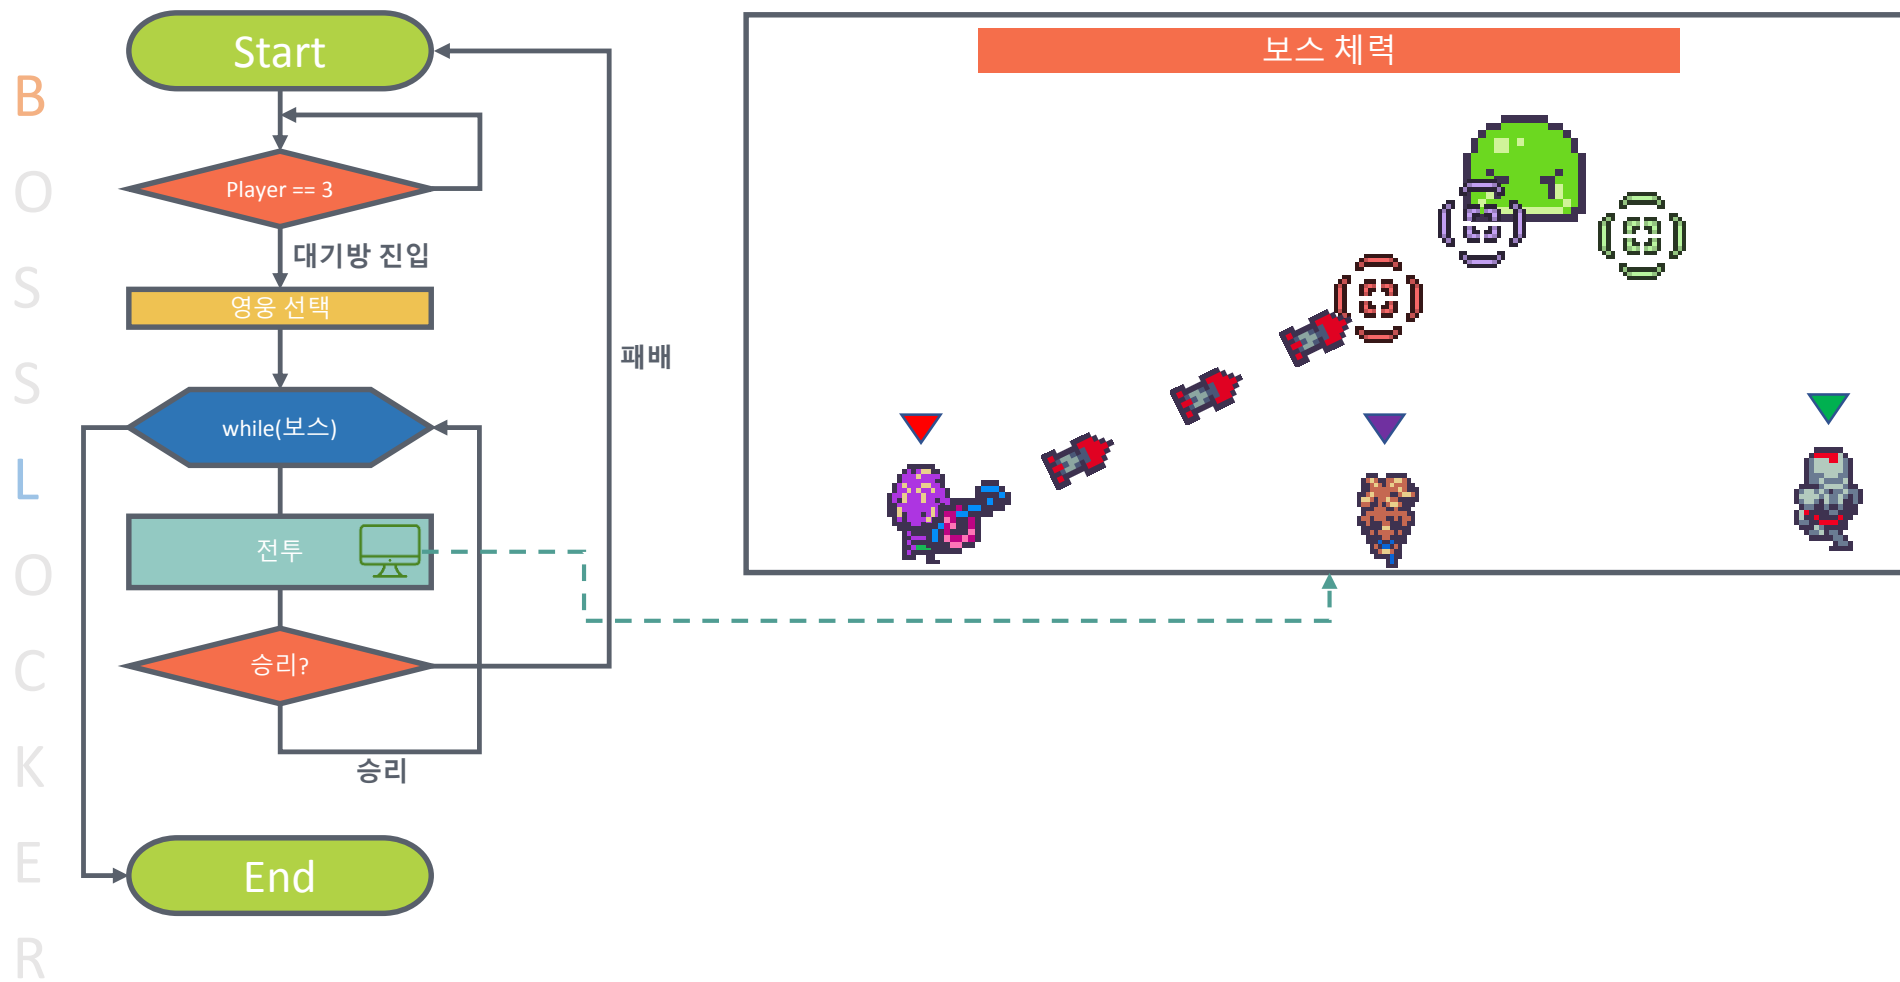 B
O
S
S
L
O
C
K
E
R
Start
Player == 3
대기방 진입
영웅 선택
while(보스)
전투
승리?
승리
End
패배
보스 체력